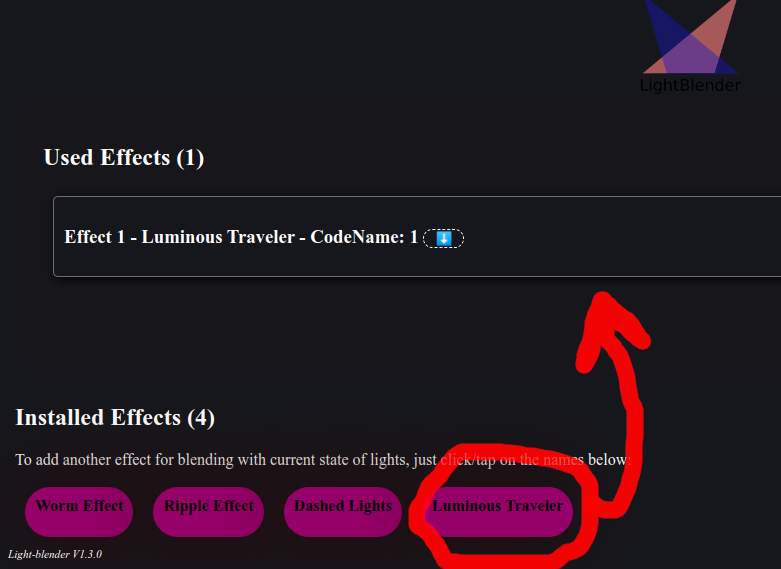 LightBlender
Used Effects (1)
Effect 1 - Luminous Traveler - CodeName: 1
Installed Effects (4)
To add another effect for blending with current state of lights, just click/tap on the names below:
Worm Effect
Ripple Effect
Dashed Lights
Luminous Traveler
Light-blender V1.3.0